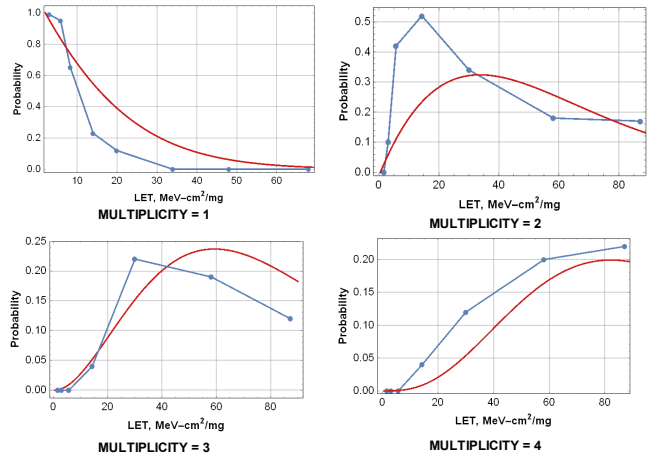 1.0
0.8
0.6
0.4
0.2
0.0
Probability
10 20 30 40 50 60
LET, MeV–cm²/mg
MULTIPLICITY = 1
0.5
0.4
0.3
0.2
0.1
0.0
Probability
0 20 40 60 80
LET, MeV–cm²/mg
MULTIPLICITY = 2
0.25
0.20
0.15
0.10
0.05
0.00
Probability
0 20 40 60 80
LET, MeV–cm²/mg
MULTIPLICITY = 3
0.20
0.15
0.10
0.05
0.00
Probability
0 20 40 60 80
LET, MeV–cm²/mg
MULTIPLICITY = 4